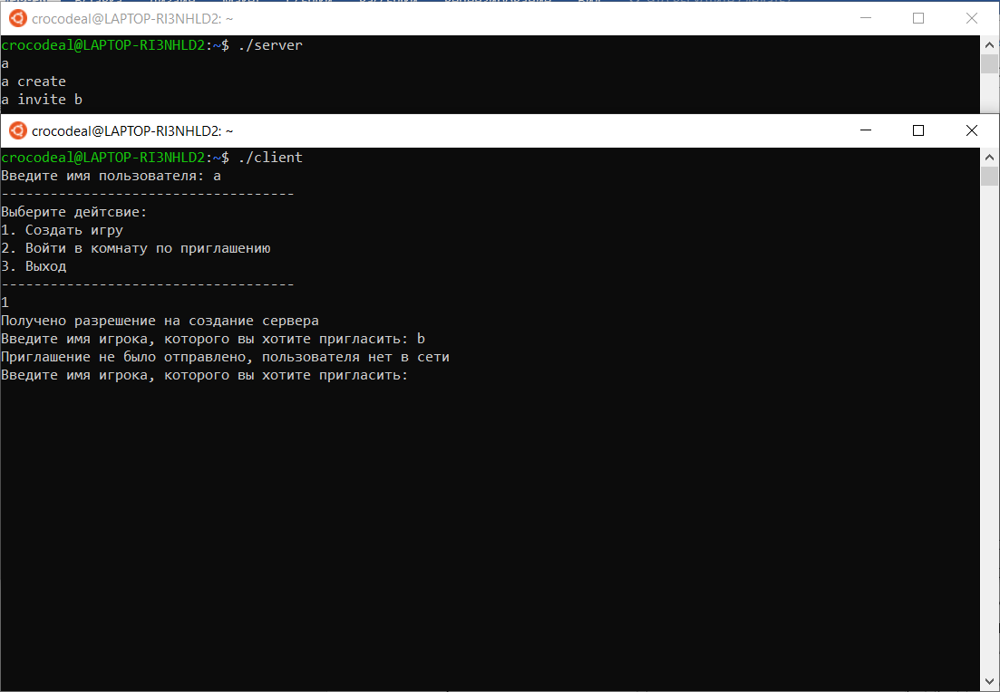 crocodeal@LAPTOP-RI3NHLD2: ~
crocodeal@LAPTOP-RI3NHLD2:~$ ./server
a
a create
a invite b
crocodeal@LAPTOP-RI3NHLD2: ~
crocodeal@LAPTOP-RI3NHLD2:~$ ./client
Введите имя пользователя: a
------------------------------------
Выберите дейтсвие:
1. Создать игру
2. Войти в комнату по приглашению
3. Выход
------------------------------------
1
Получено разрешение на создание сервера
Введите имя игрока, которого вы хотите пригласить: b
Приглашение не было отправлено, пользователя нет в сети
Введите имя игрока, которого вы хотите пригласить: